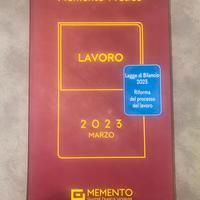 LAVORO
Legge di Bilancio
2023
Riforma
del processo
del lavoro
2023
MARZO
MEMENTO